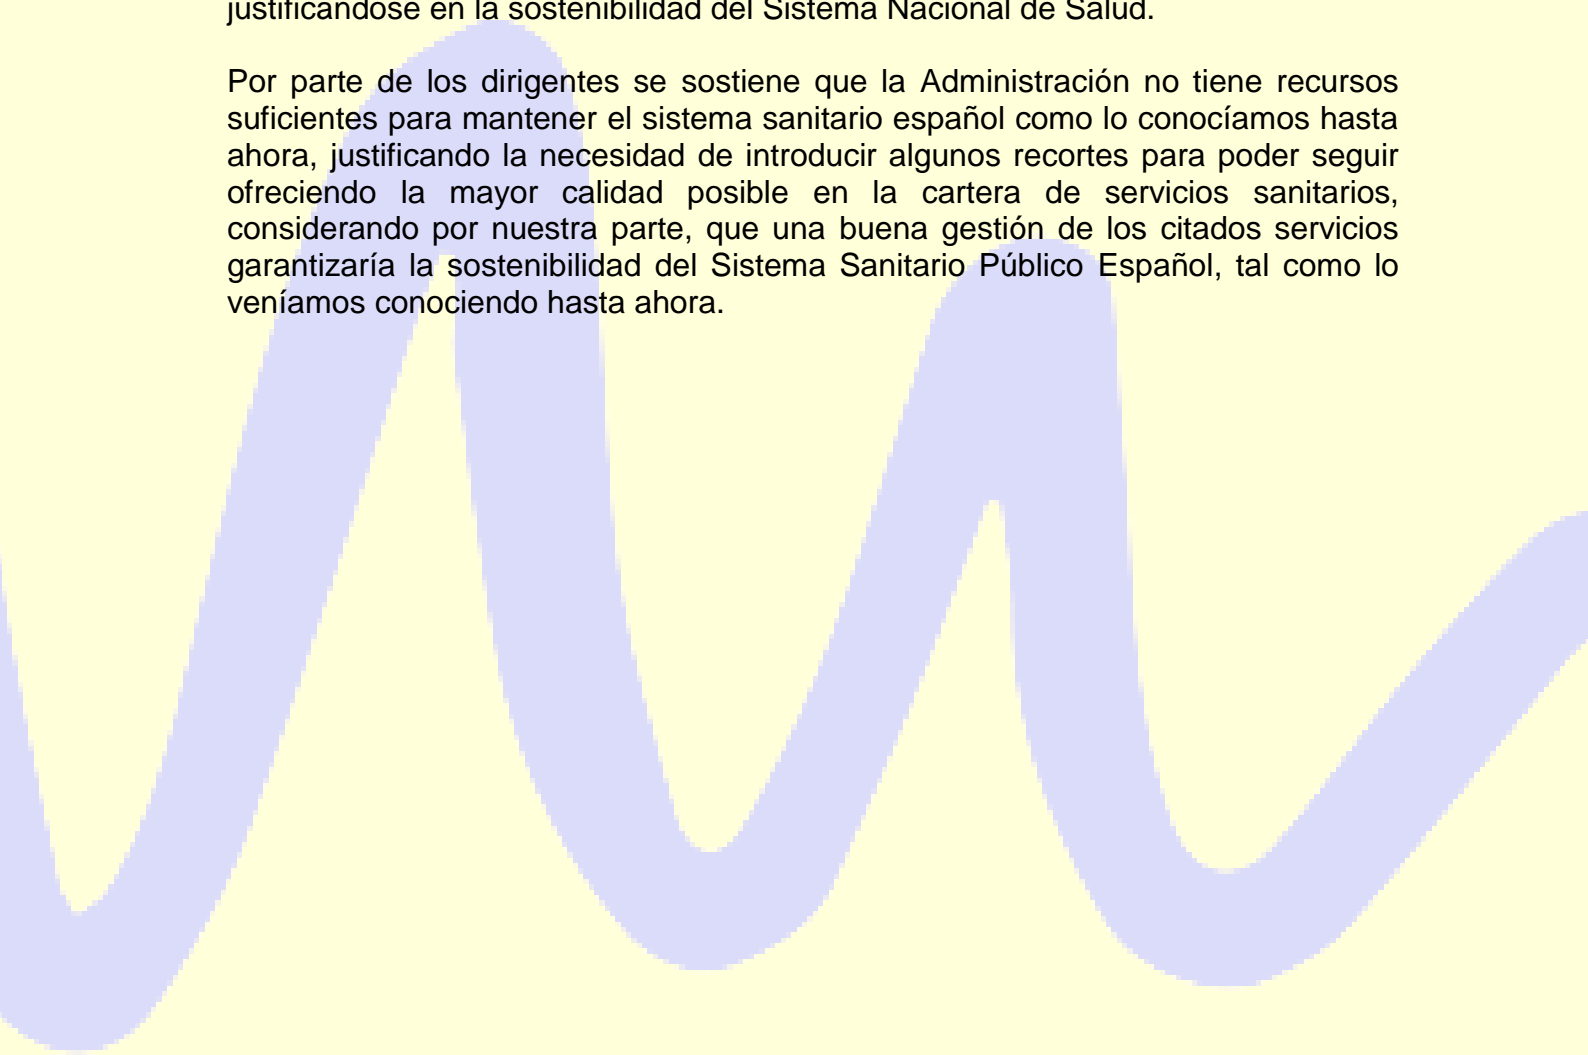 justificándose en la sostenibilidad del Sistema Nacional de Salud.
Por parte de los dirigentes se sostiene que la Administración no tiene recursos
suficientes para mantener el sistema sanitario español como lo conocíamos hasta
ahora, justificando la necesidad de introducir algunos recortes para poder seguir
ofreciendo la mayor calidad posible en la cartera de servicios sanitarios,
considerando por nuestra parte, que una buena gestión de los citados servicios
garantizaría la sostenibilidad del Sistema Sanitario Público Español, tal como lo
veníamos conociendo hasta ahora.